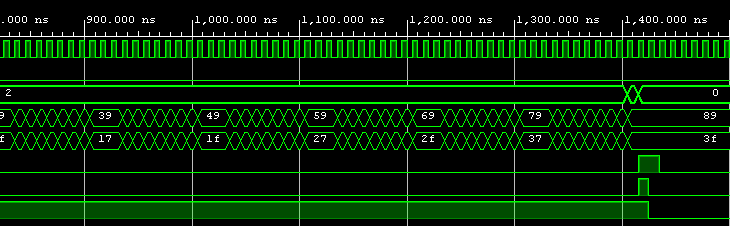 .000 ns 900.000 ns 1,000.000 ns 1,100.000 ns 1,200.000 ns 1,300.000 ns 1,400.000 ns
2 0
9 39 49 59 69 79 89
f 17 1f 27 2f 37 3f